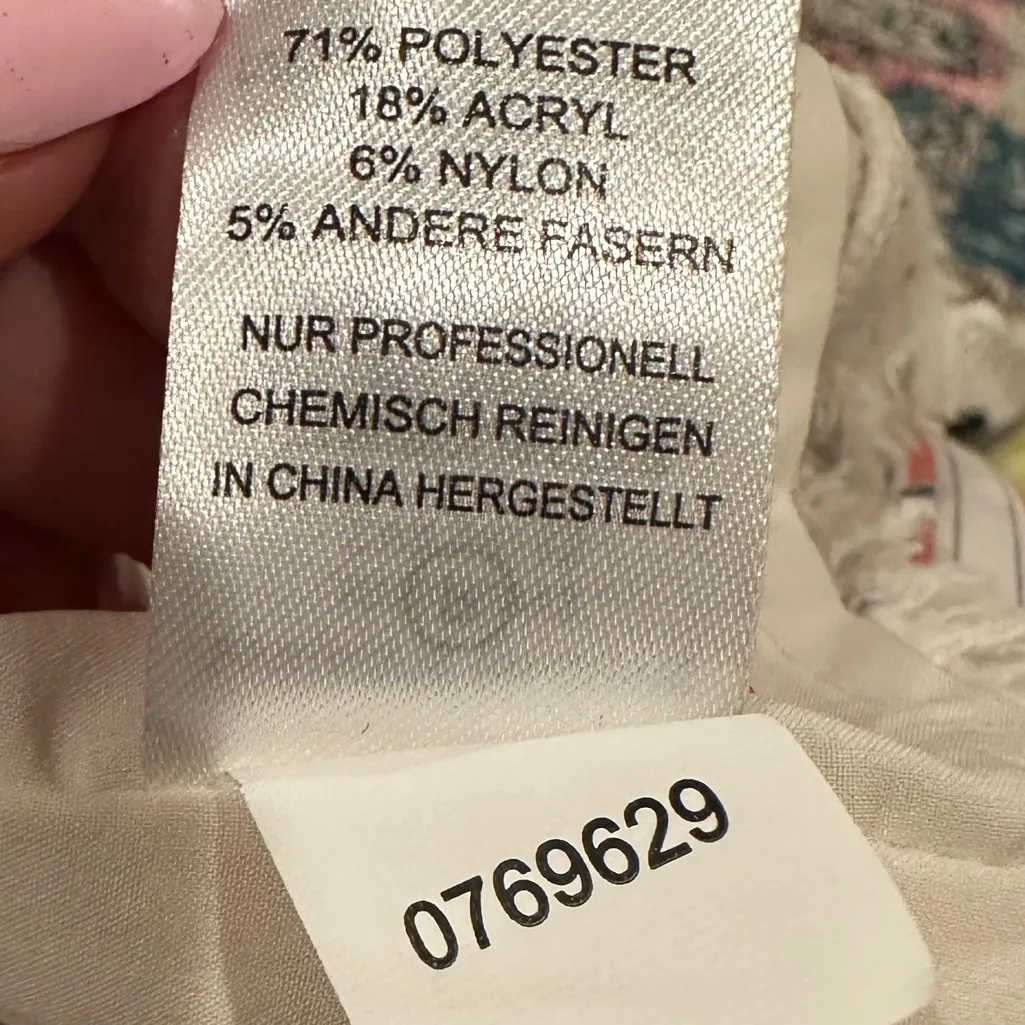 71% POLYESTER
18% ACRYL
6% NYLON
5% ANDERE FASERN
NUR PROFESSIONELL
CHEMISCH REINIGEN
IN CHINA HERGESTELLT
0769629